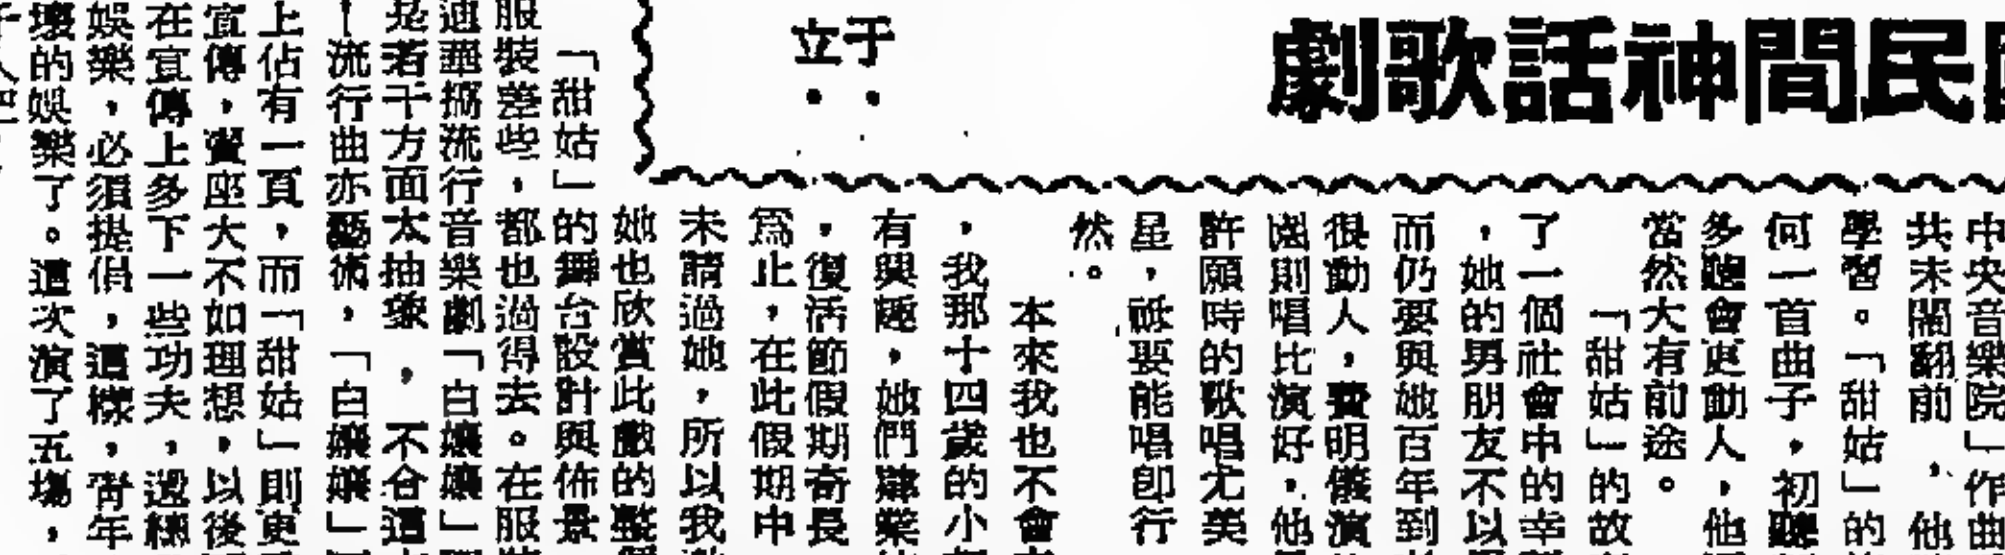 民間神話歌劇
于立
中央音樂院」作曲
共未闹翻前，他
學習。「甜姑」的
何一首曲子，初聽
多聽會更動人，他
當然大有前途。
「甜姑」的故
了一個社會中的幸
，她的男朋友不以
而仍要與她百年到
很動人，費明儀演
則唱比演好，他
許願時的歌唱尤美
星，祇要能唱卽行
然。
本來我也不會
，我那十四歲的小
有興趣，她們肄業
，復活節假期奇長
爲止，在此假期中
未請過她，所以我
她也欣賞此戲的整
「甜姑」的舞台設計與佈景
服裝差些，都也過得去。在服
搞流行音樂劇「白孃孃」
是若干方面太抽象，不合這
流行曲亦藝術，「白孃孃」
上佔有一頁，而「甜姑」則更
宣傳，賣座大不如理想，以後
在宣傳上多下一些功夫，
娛樂，必須提倡，這樣，青年
壞的娛樂了。這次演了五場，